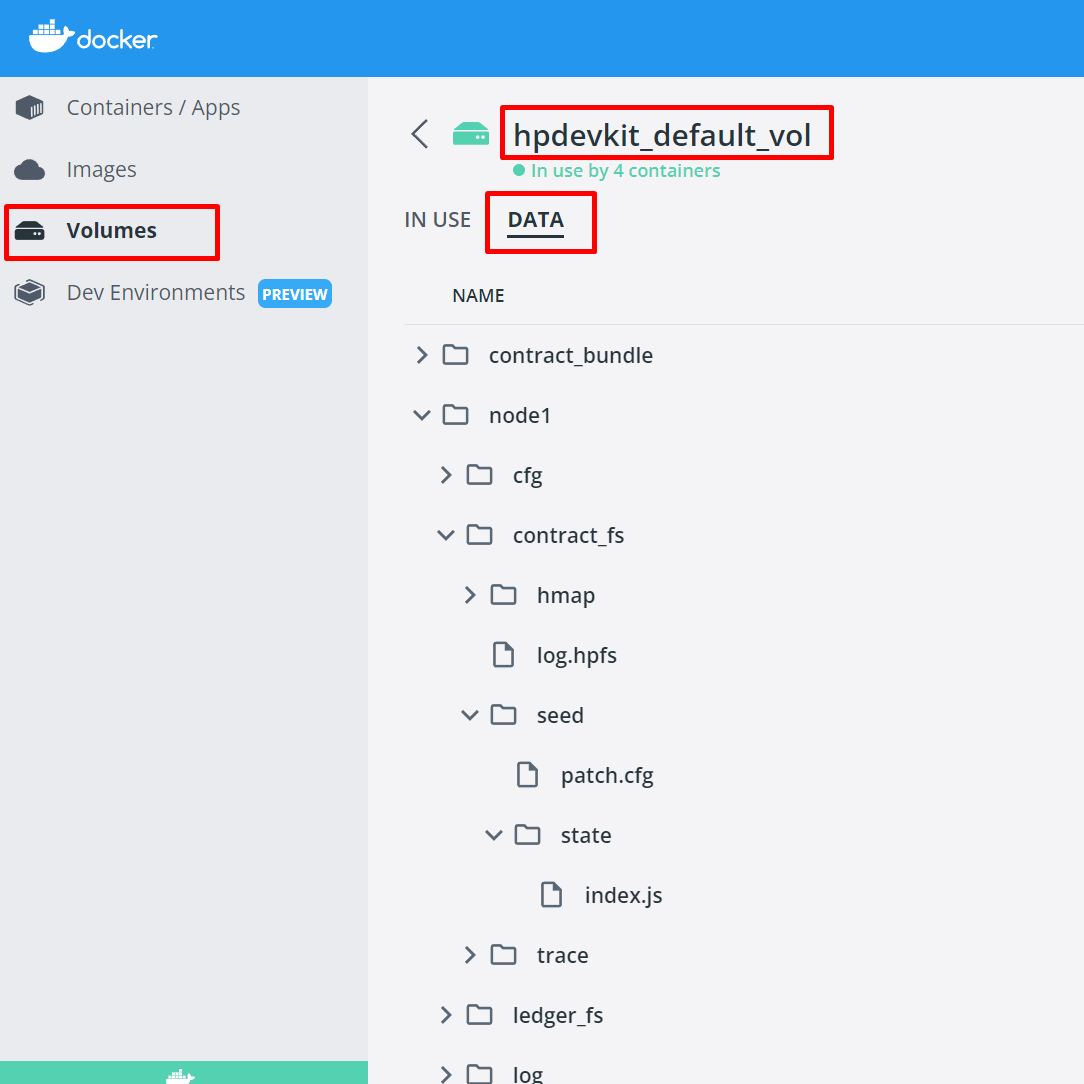 docker
Containers / Apps
Images
Volumes
Dev Environments PREVIEW
hpdevkit_default_vol
In use by 4 containers
IN USE DATA
NAME
contract_bundle
node1
cfg
contract_fs
hmap
log.hpfs
seed
patch.cfg
state
index.js
trace
ledger_fs
log